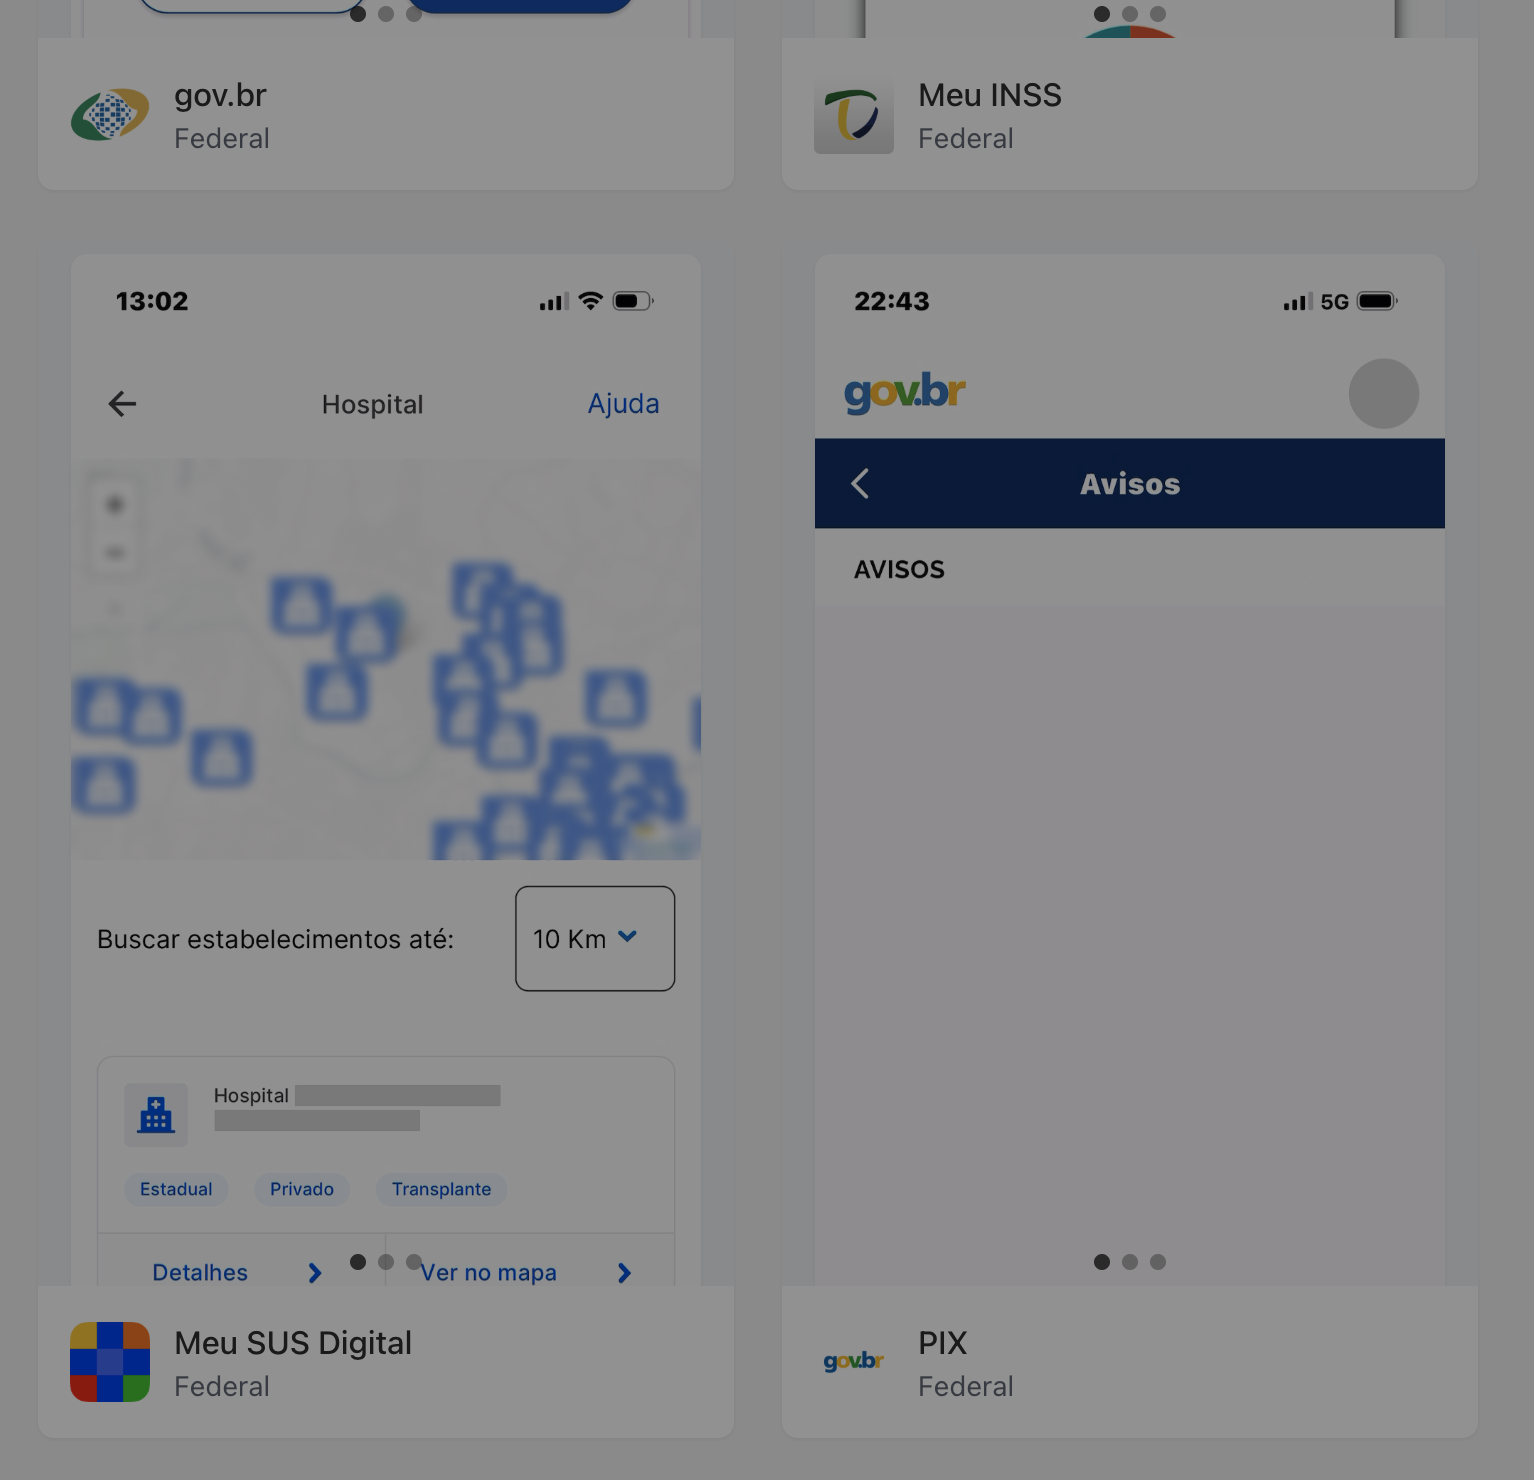 gov.br
Federal
Meu INSS
Federal
13:02
Hospital
Ajuda
Buscar estabelecimentos até:
10 Km
Hospital
Estadual
Privado
Transplante
Detalhes
Ver no mapa
Meu SUS Digital
Federal
22:43
5G
gov.br
Avisos
AVISOS
gov.br
PIX
Federal